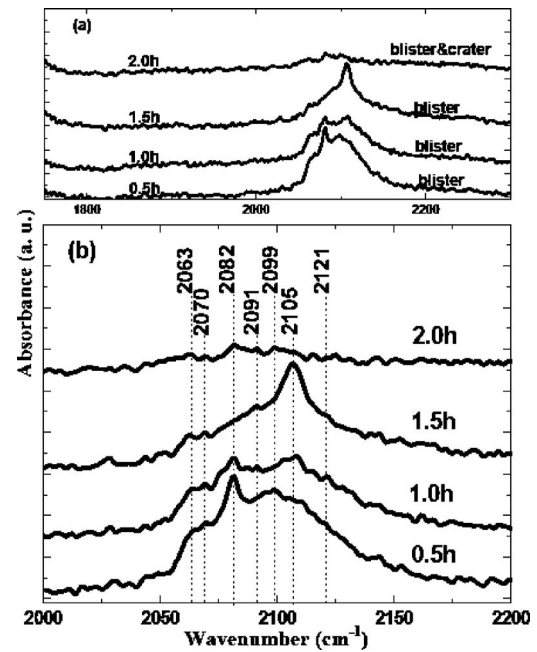 (a)
2.0h
blister&crater
1.5h
blister
1.0h
blister
0.5h
blister
1800 2000 2200
(b)
2063
2070
2082
2091
2099
2105
2121
2.0h
1.5h
1.0h
0.5h
Absorbance (a. u.)
2000 2050 2100 2150 2200
Wavenumber (cm-1)